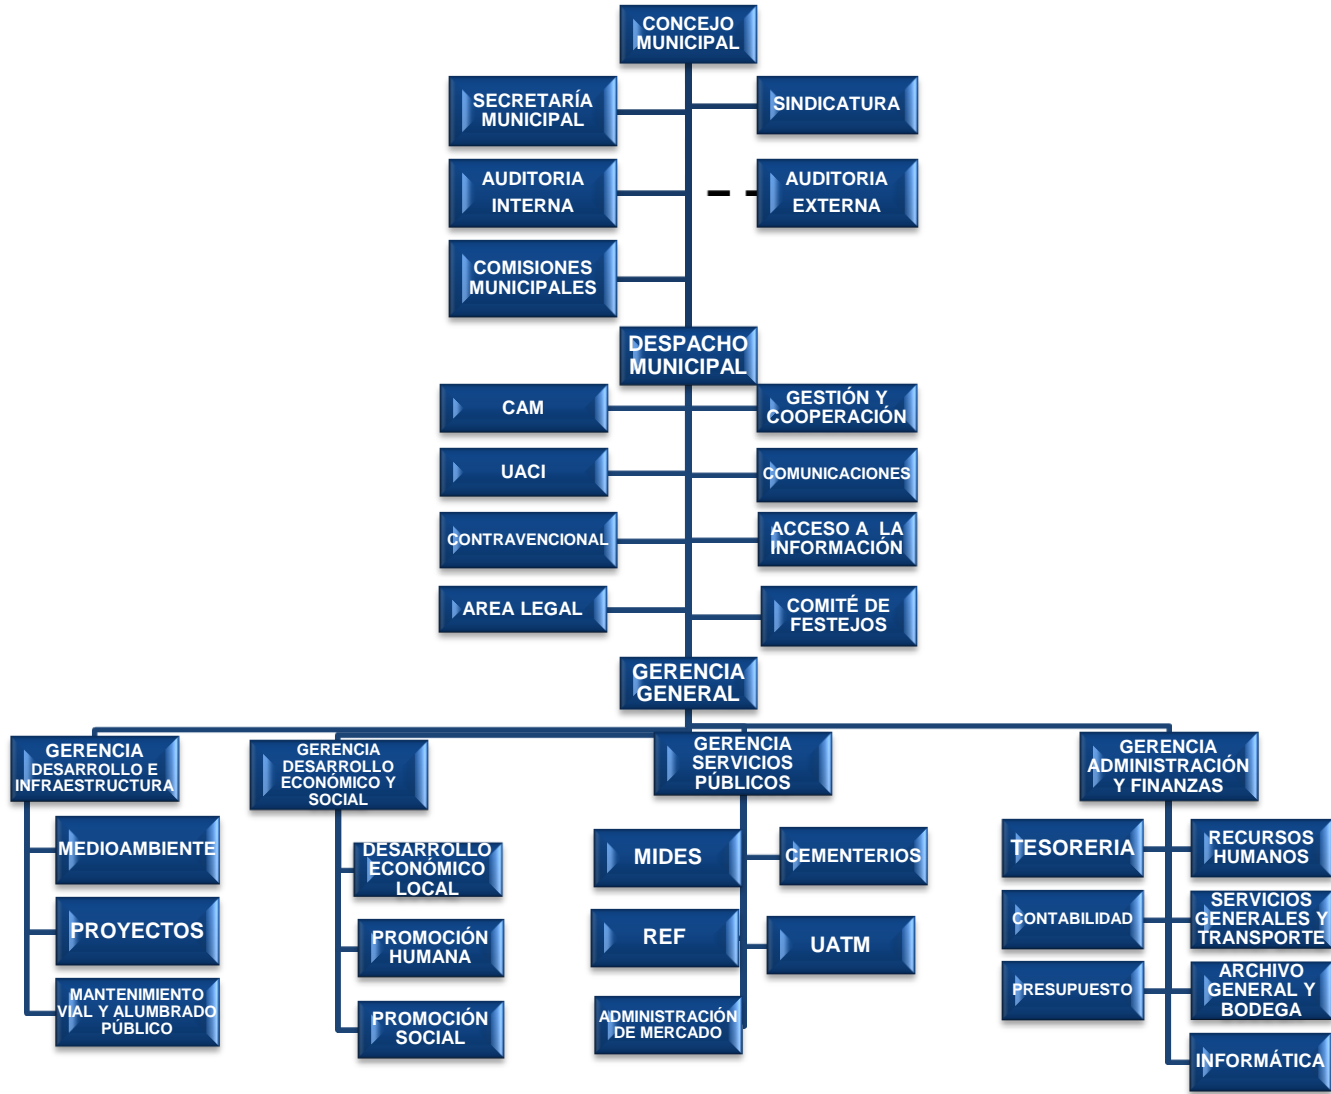 CONCEJO
MUNICIPAL
SECRETARÍA
MUNICIPAL
SINDICATURA
AUDITORIA
INTERNA
AUDITORIA
EXTERNA
COMISIONES
MUNICIPALES
DESPACHO
MUNICIPAL
CAM
GESTIÓN Y
COOPERACIÓN
UACI
COMUNICACIONES
CONTRAVENCIONAL
ACCESO A LA
INFORMACIÓN
AREA LEGAL
COMITÉ DE
FESTEJOS
GERENCIA
GENERAL
GERENCIA
DESARROLLO E
INFRAESTRUCTURA
GERENCIA
DESARROLLO
ECONÓMICO Y
SOCIAL
GERENCIA
SERVICIOS
PÚBLICOS
GERENCIA
ADMINISTRACIÓN
Y FINANZAS
MEDIOAMBIENTE
PROYECTOS
MANTENIMIENTO
VIAL Y ALUMBRADO
PÚBLICO
DESARROLLO
ECONÓMICO
LOCAL
PROMOCIÓN
HUMANA
PROMOCIÓN
SOCIAL
MIDES
CEMENTERIOS
REF
UATM
ADMINISTRACIÓN
DE MERCADO
TESORERIA
RECURSOS
HUMANOS
CONTABILIDAD
SERVICIOS
GENERALES Y
TRANSPORTE
PRESUPUESTO
ARCHIVO
GENERAL Y
BODEGA
INFORMÁTICA